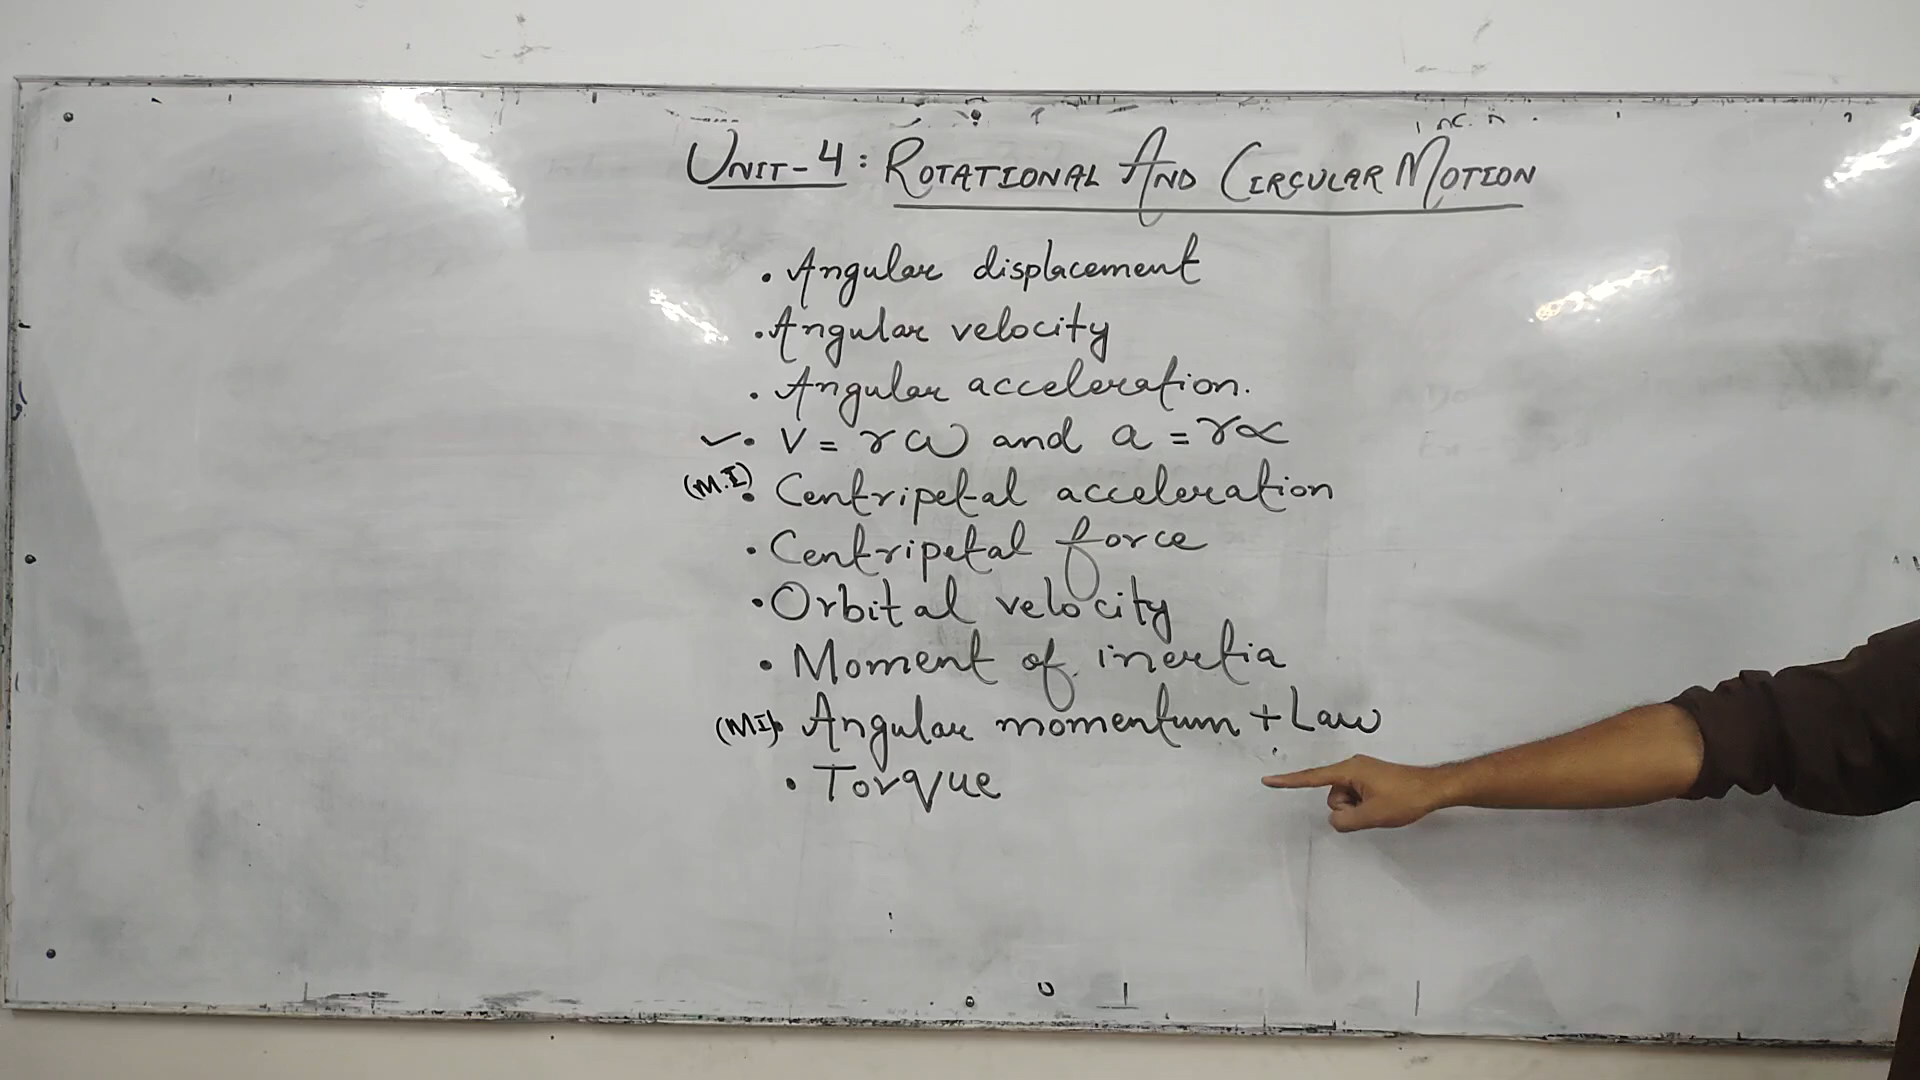 UNIT-4: ROTATIONAL AND CIRCULAR MOTION
• Angular displacement
• Angular velocity
• Angular acceleration.
✓• V = rω and a = rα
(M.I)• Centripetal acceleration
• Centripetal force
• Orbital velocity
• Moment of inertia
(MI)• Angular momentum + Law
• Torque